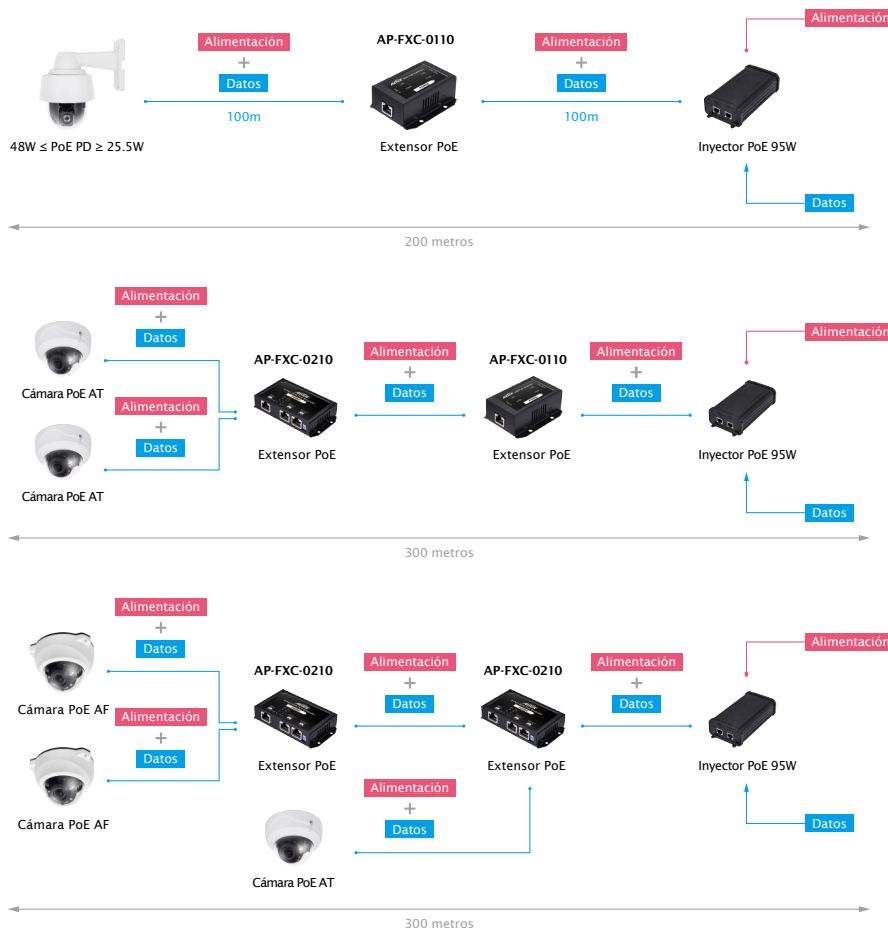 Alimentación
Alimentación
AP-FXC-0110
Alimentación
+
+
Datos
Datos
100m
100m
48W ≤ PoE PD ≥ 25.5W
Extensor PoE
Inyector PoE 95W
Datos
200 metros
Alimentación
+
Datos
Alimentación
AP-FXC-0210
Alimentación
+
Datos
AP-FXC-0110
Alimentación
+
Datos
Cámara PoE AT
Alimentación
+
Datos
Extensor PoE
Extensor PoE
Inyector PoE 95W
Cámara PoE AT
Datos
300 metros
Alimentación
+
Datos
Alimentación
AP-FXC-0210
Alimentación
+
Datos
AP-FXC-0210
Alimentación
+
Datos
Cámara PoE AF
Alimentación
+
Datos
Extensor PoE
Extensor PoE
Inyector PoE 95W
Alimentación
+
Datos
Cámara PoE AF
Datos
Cámara PoE AT
300 metros